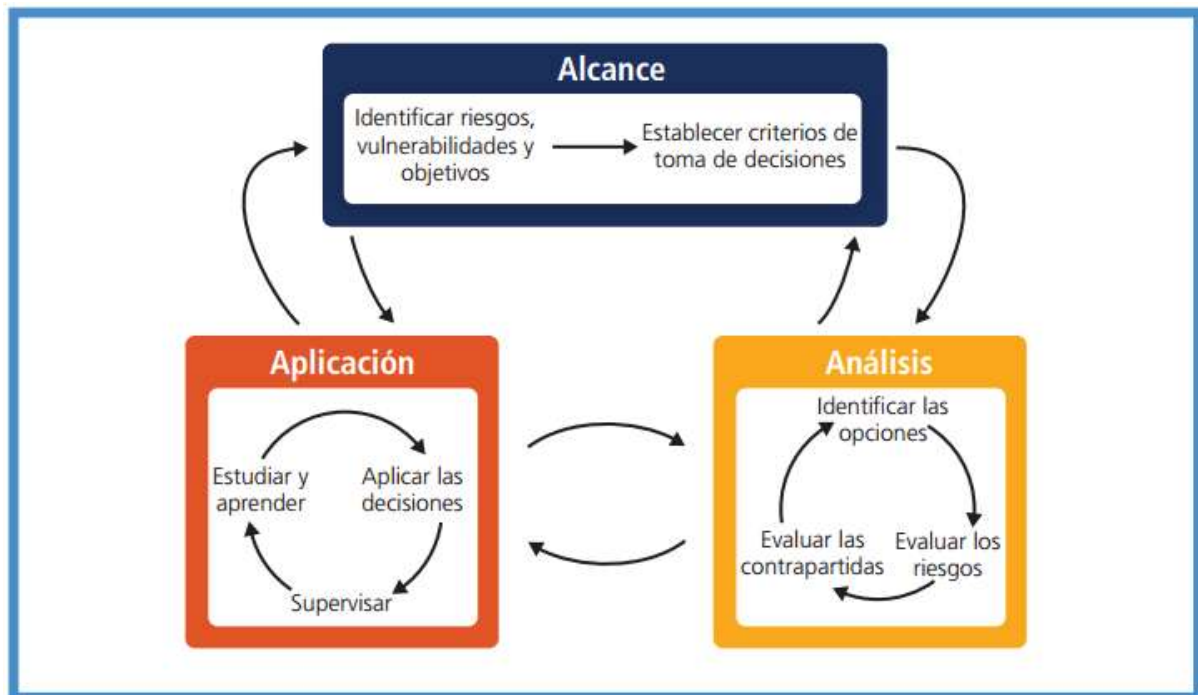 Alcance
Identificar riesgos,
vulnerabilidades y
objetivos
Establecer criterios de
toma de decisiones
Aplicación
Estudiar y
aprender
Aplicar las
decisiones
Supervisar
Análisis
Identificar las
opciones
Evaluar las
contrapartidas
Evaluar los
riesgos